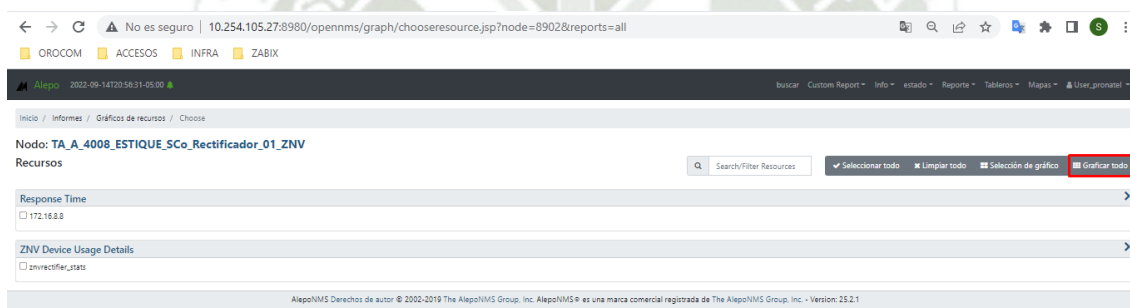 No es seguro | 10.254.105.27:8980/opennms/graph/chooseresource.jsp?node=8902&reports=all
S
OROCOM ACCESOS INFRA ZABIX
Alepo 2022-09-14T20:56:31-05:00 buscar Custom Report Info estado Reporte Tableros Mapas User_pronatel
Inicio / Informes / Gráficos de recursos / Choose
Nodo: TA_A_4008_ESTIQUE_SCo_Rectificador_01_ZNV
Recursos
Search/Filter Resources Seleccionar todo Limpiar todo Selección de gráfico Graficar todo
Response Time
172.16.8.8
ZNV Device Usage Details
znvrectifier_stats
AlepoNMS Derechos de autor © 2002-2019 The AlepoNMS Group, Inc. AlepoNMS® es una marca comercial registrada de The AlepoNMS Group, Inc. - Version: 25.2.1